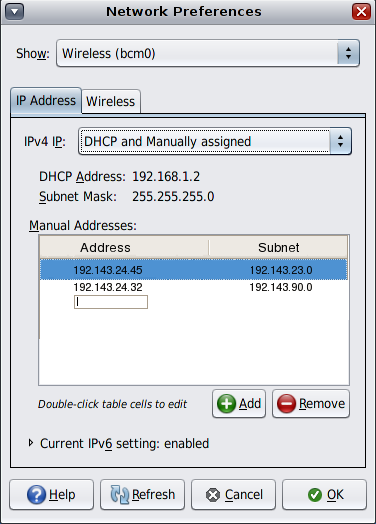 Network Preferences
Show: Wireless (bcm0)
IP Address Wireless
IPv4 IP: DHCP and Manually assigned
DHCP Address: 192.168.1.2
Subnet Mask: 255.255.255.0
Manual Addresses:
Address Subnet
192.143.24.45 192.143.23.0
192.143.24.32 192.143.90.0
Double-click table cells to edit Add Remove
Current IPv6 setting: enabled
Help Refresh Cancel OK